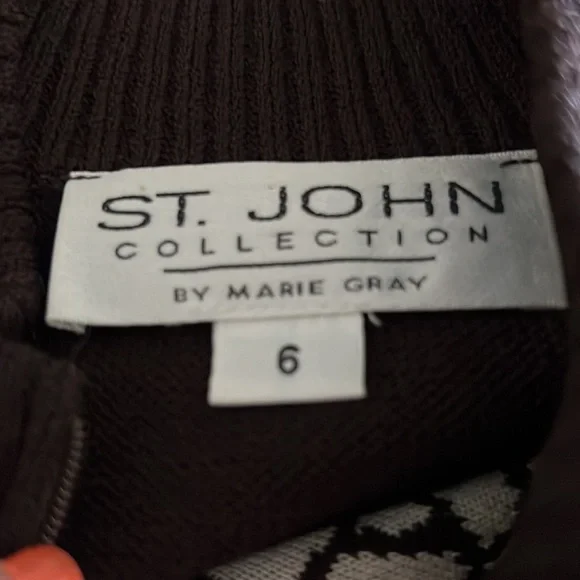 ST. JOHN
COLLECTION
BY MARIE GRAY
6